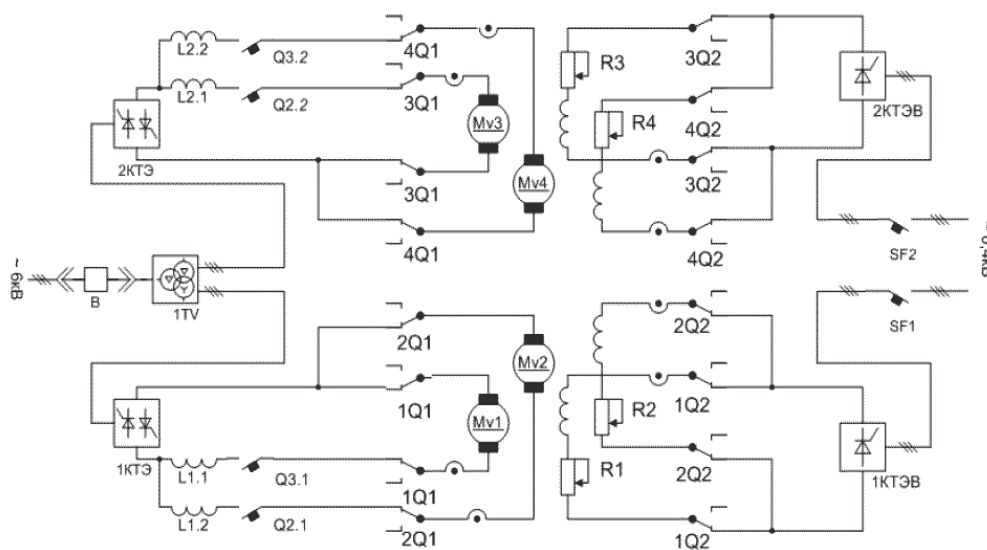 L2.2
Q3.2
4Q1
3Q2
R3
L2.1
Q2.2
3Q1
Mv3
R4
4Q2
2КТЭВ
2КТЭ
3Q1
Mv4
3Q2
4Q1
4Q2
SF2
~ 6кВ
В
1TV
~ 0,4кВ
SF1
2Q1
Mv2
2Q2
1Q1
Mv1
R2
1Q2
1КТЭ
L1.1
Q3.1
1Q1
R1
2Q2
1КТЭВ
L1.2
Q2.1
2Q1
1Q2